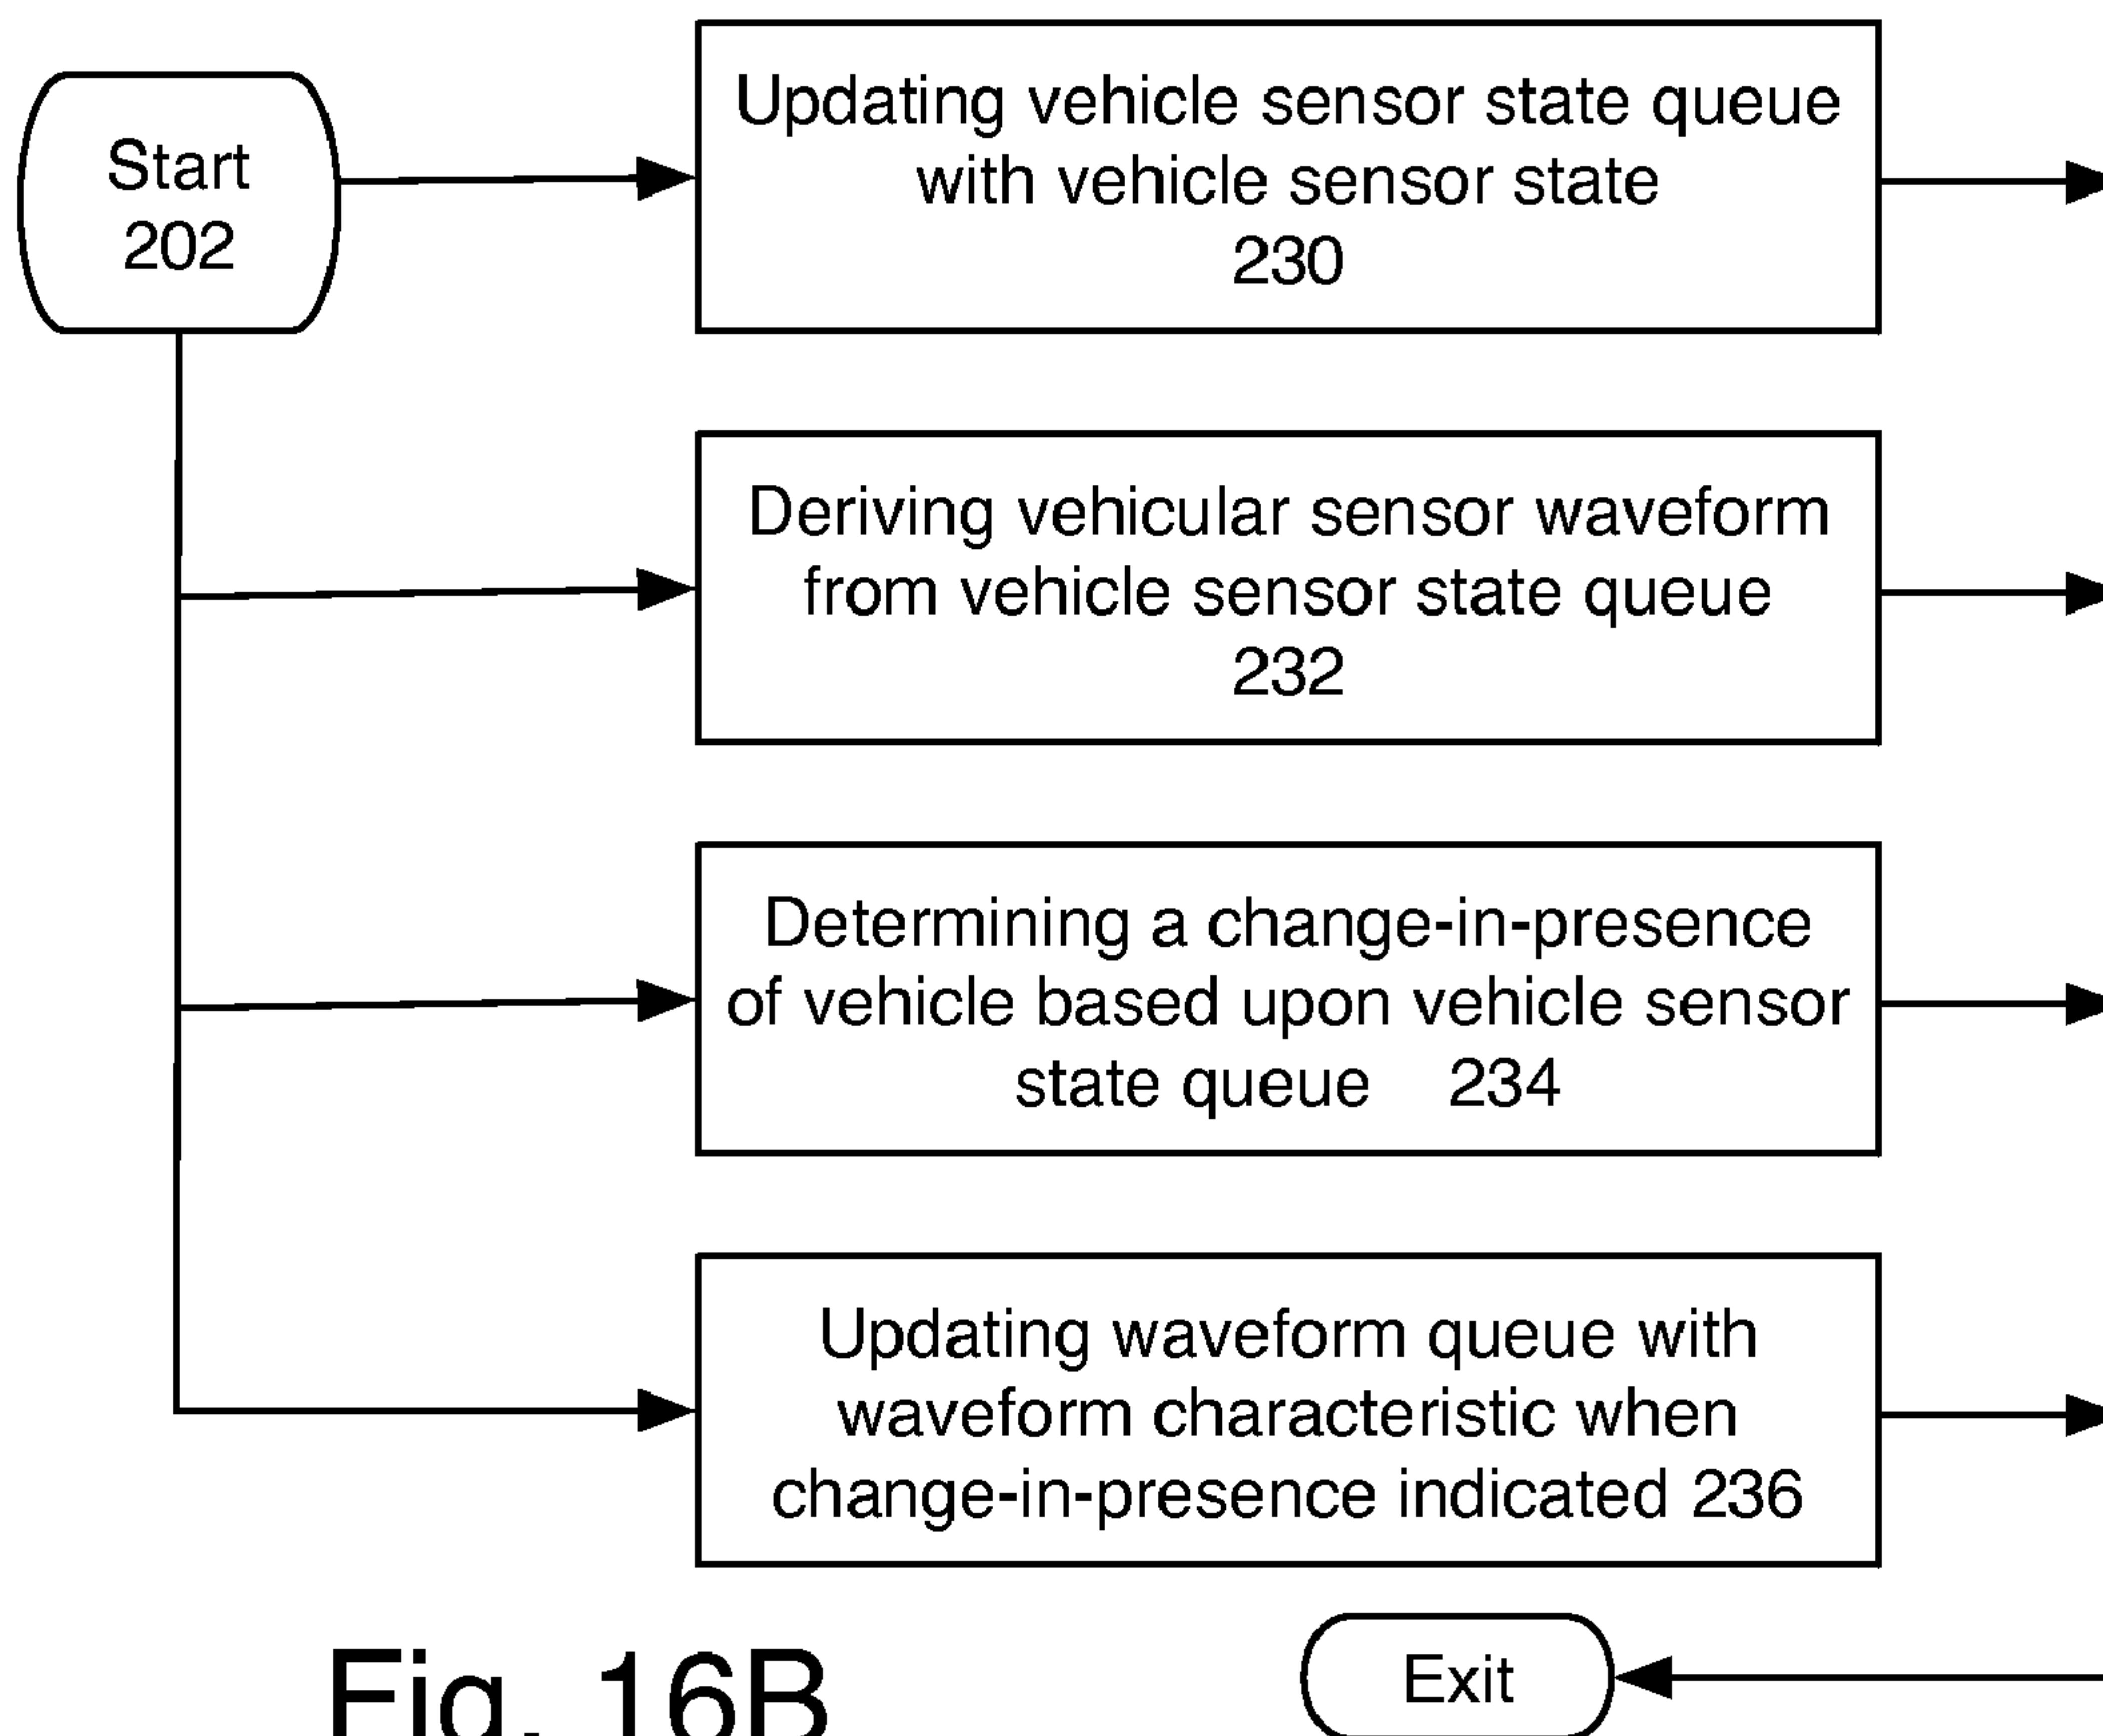 Start
202
Updating vehicle sensor state queue
with vehicle sensor state
230
Deriving vehicular sensor waveform
from vehicle sensor state queue
232
Determining a change-in-presence
of vehicle based upon vehicle sensor
state queue 234
Updating waveform queue with
waveform characteristic when
change-in-presence indicated 236
Exit
Fig. 16B